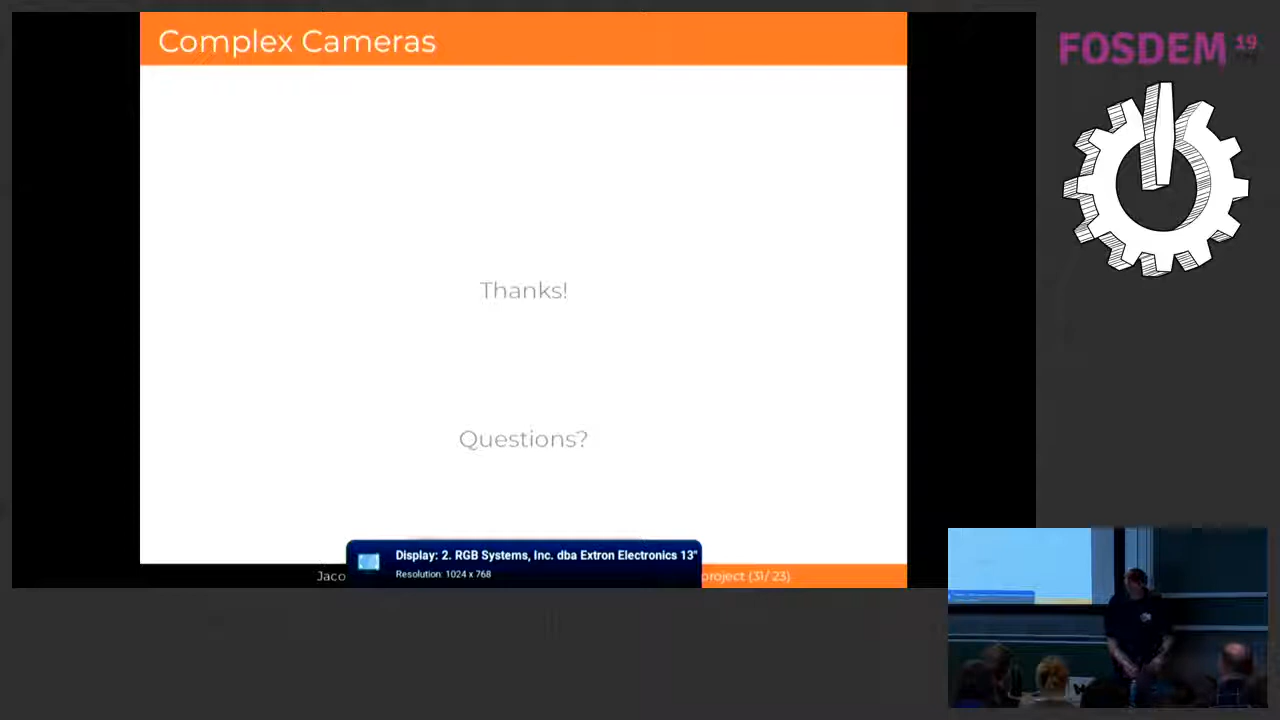 Complex Cameras
FOSDEM 19
Thanks!
Questions?
Display: 2. RGB Systems, Inc. dba Extron Electronics 13"
Resolution: 1024 x 768
Jaco
project (31/ 23)